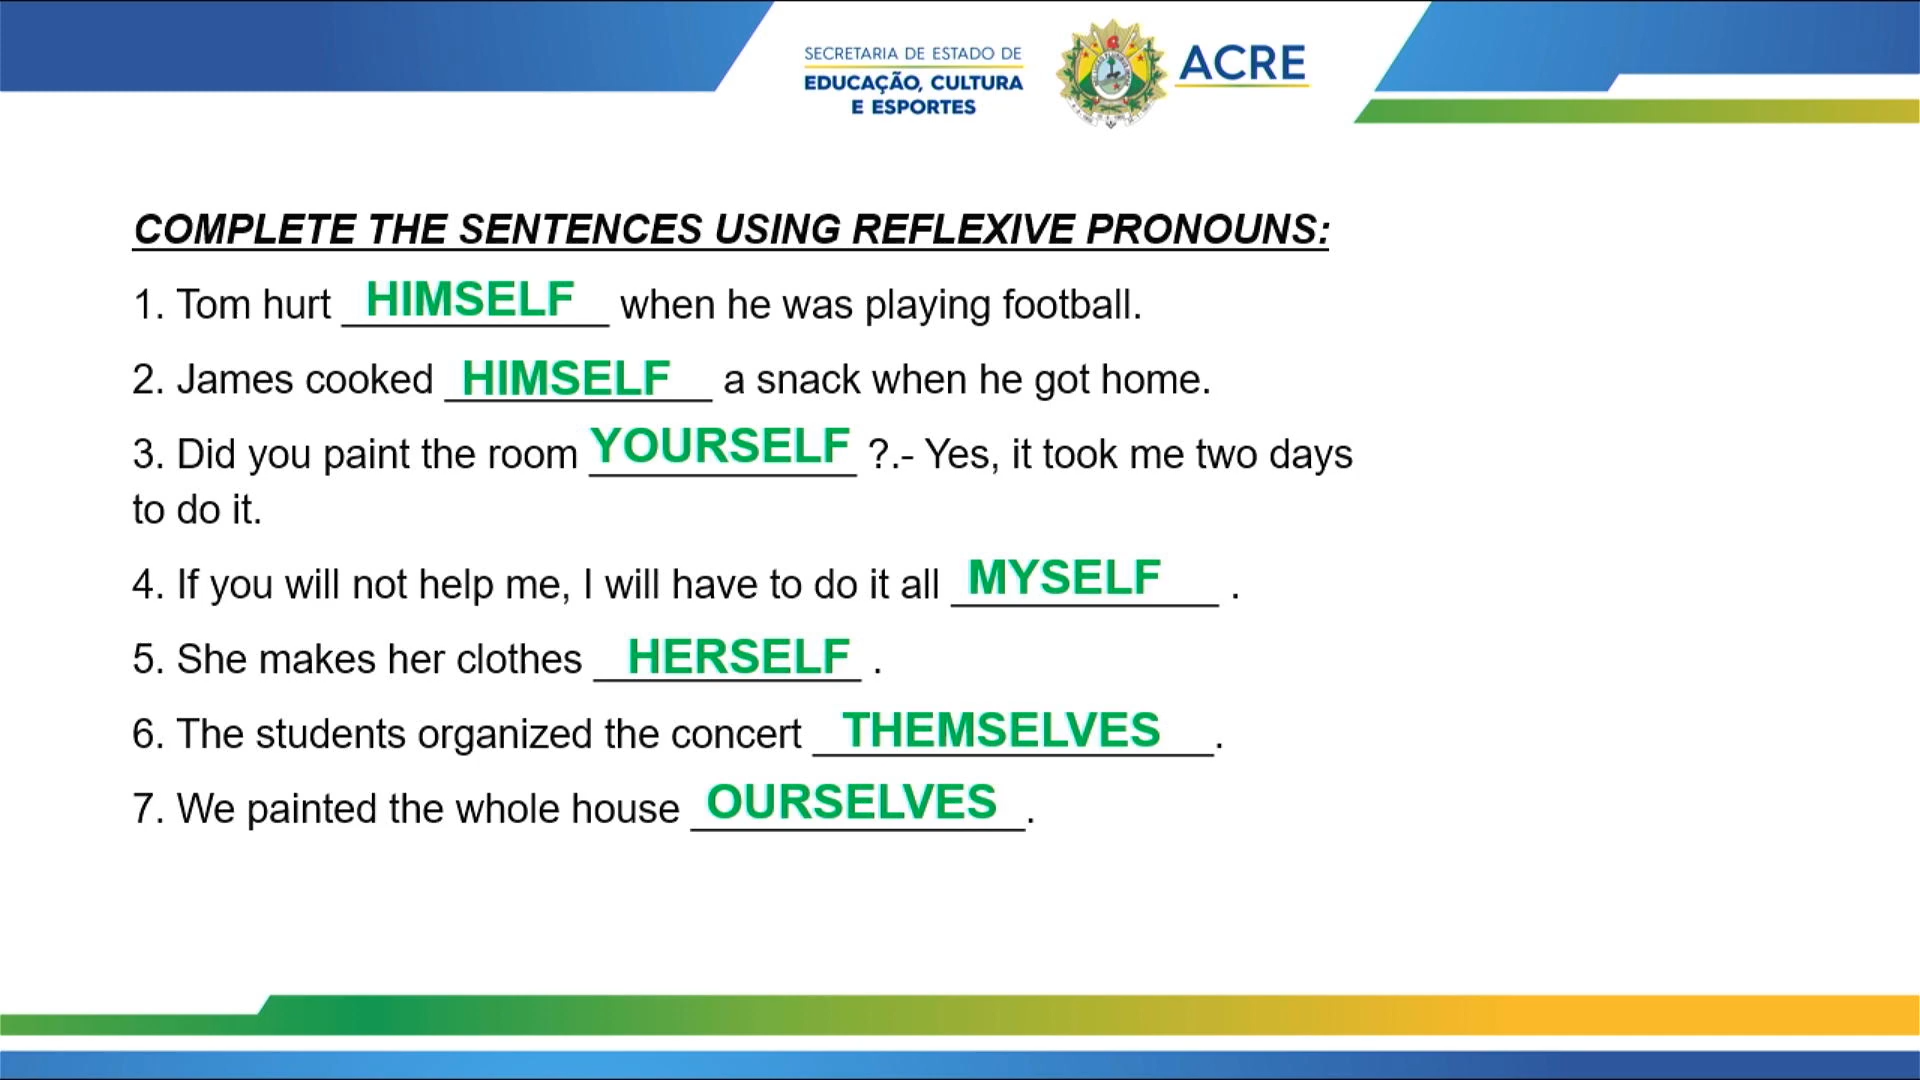 SECRETARIA DE ESTADO DE
EDUCAÇÃO, CULTURA
E ESPORTES
ACRE
COMPLETE THE SENTENCES USING REFLEXIVE PRONOUNS:
1. Tom hurt HIMSELF when he was playing football.
2. James cooked HIMSELF a snack when he got home.
3. Did you paint the room YOURSELF ?.- Yes, it took me two days
to do it.
4. If you will not help me, I will have to do it all MYSELF .
5. She makes her clothes HERSELF .
6. The students organized the concert THEMSELVES.
7. We painted the whole house OURSELVES.